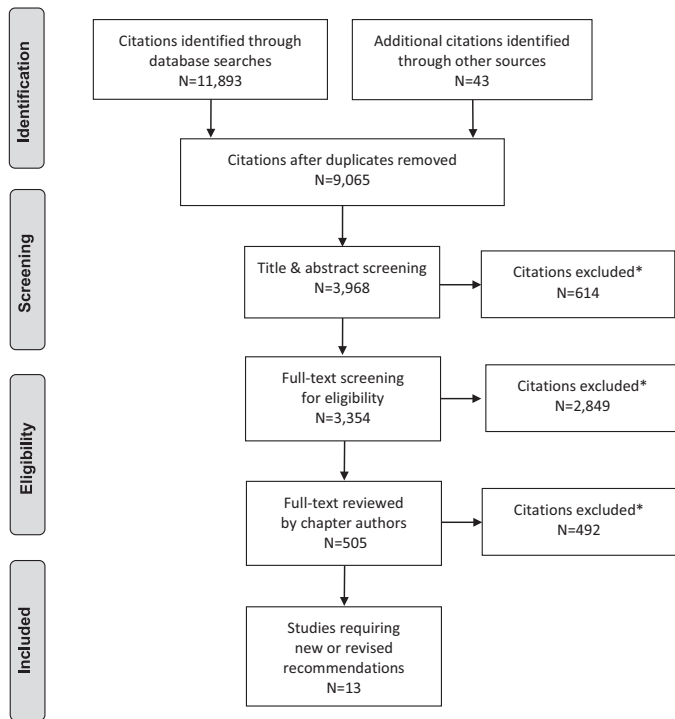 Identification
Citations identified through
database searches
N=11,893
Additional citations identified
through other sources
N=43
Citations after duplicates removed
N=9,065
Screening
Title & abstract screening
N=3,968
Citations excluded*
N=614
Eligibility
Full-text screening
for eligibility
N=3,354
Citations excluded*
N=2,849
Full-text reviewed
by chapter authors
N=505
Citations excluded*
N=492
Included
Studies requiring
new or revised
recommendations
N=13